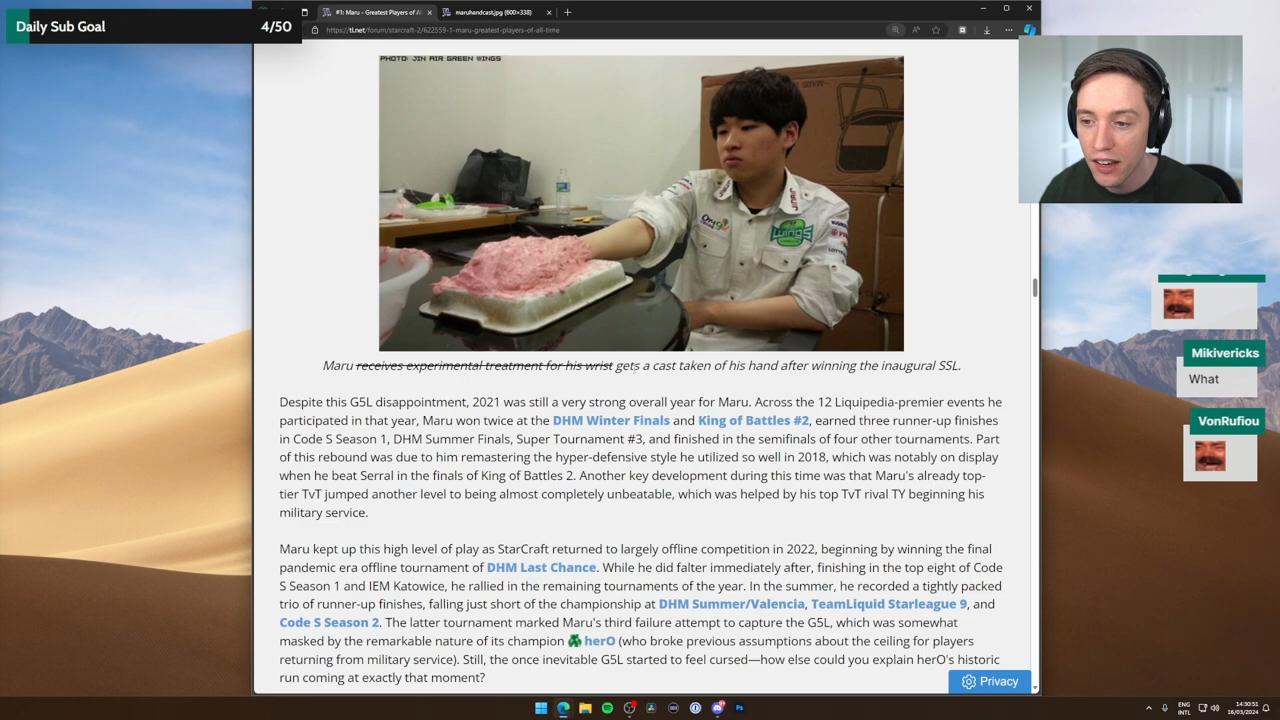 Daily Sub Goal
4/50
#1: Maru - Greatest Players of Al
maruhandcast.jpg (600×338)
https://tl.net/forum/starcraft-2/622559-1-maru-greatest-players-of-all-time
PHOTO: JIN AIR GREEN WINGS
WINGS
Maru receives experimental treatment for his wrist gets a cast taken of his hand after winning the inaugural SSL.
Despite this G5L disappointment, 2021 was still a very strong overall year for Maru. Across the 12 Liquipedia-premier events he
participated in that year, Maru won twice at the DHM Winter Finals and King of Battles #2, earned three runner-up finishes
in Code S Season 1, DHM Summer Finals, Super Tournament #3, and finished in the semifinals of four other tournaments. Part
of this rebound was due to him remastering the hyper-defensive style he utilized so well in 2018, which was notably on display
when he beat Serral in the finals of King of Battles 2. Another key development during this time was that Maru's already top-
tier TvT jumped another level to being almost completely unbeatable, which was helped by his top TvT rival TY beginning his
military service.
Maru kept up this high level of play as StarCraft returned to largely offline competition in 2022, beginning by winning the final
pandemic era offline tournament of DHM Last Chance. While he did falter immediately after, finishing in the top eight of Code
S Season 1 and IEM Katowice, he rallied in the remaining tournaments of the year. In the summer, he recorded a tightly packed
trio of runner-up finishes, falling just short of the championship at DHM Summer/Valencia, TeamLiquid Starleague 9, and
Code S Season 2. The latter tournament marked Maru's third failure attempt to capture the G5L, which was somewhat
masked by the remarkable nature of its champion herO (who broke previous assumptions about the ceiling for players
returning from military service). Still, the once inevitable G5L started to feel cursed—how else could you explain herO's historic
run coming at exactly that moment?
Privacy
Mikivericks
What
VonRufiou
ENG
INTL
14:30:51
16/03/2024